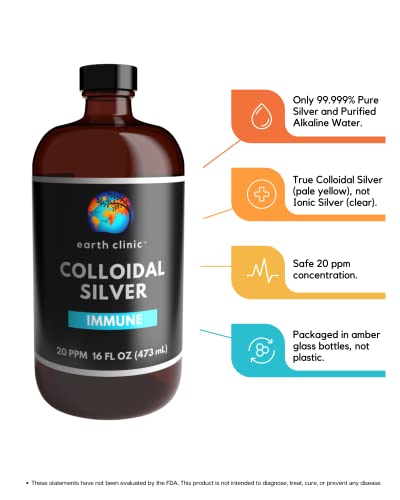 earth clinic™
COLLOIDAL
SILVER
IMMUNE
20 PPM 16 FL OZ (473 mL)
Only 99.999% Pure
Silver and Purified
Alkaline Water.
True Colloidal Silver
(pale yellow), not
Ionic Silver (clear).
Safe 20 ppm
concentration.
Packaged in amber
glass bottles, not
plastic.
• These statements have not been evaluated by the FDA, This product is not intended to diagnose, treat, cure, or prevent any disease